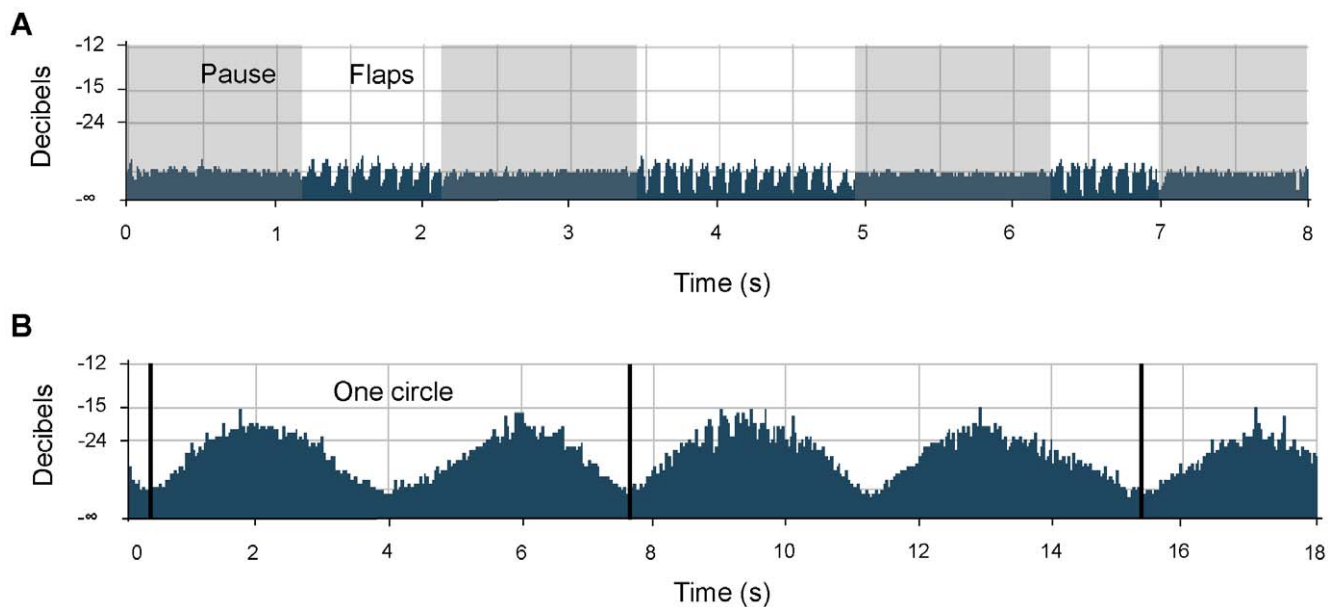 A
Decibels
-12
-15
-24
-∞
Pause
Flaps
0 1 2 3 4 5 6 7 8
Time (s)
B
Decibels
-12
-15
-24
-∞
One circle
0 2 4 6 8 10 12 14 16 18
Time (s)